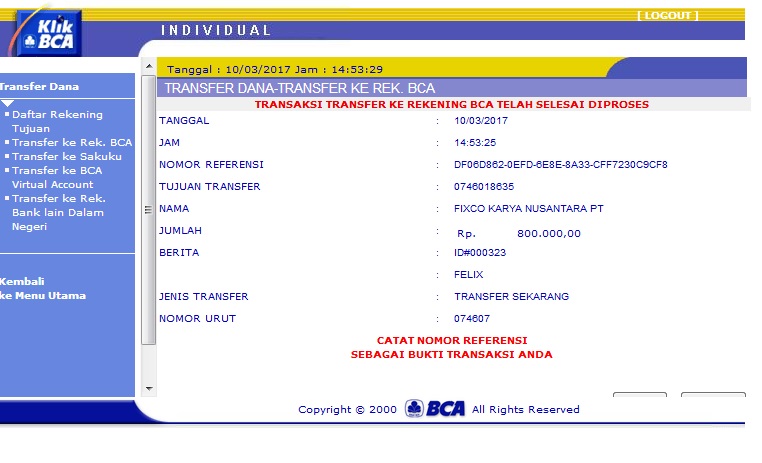 Klik
BCA
INDIVIDUAL
[ LOGOUT ]
Tanggal : 10/03/2017 Jam : 14:53:29
Transfer Dana
Daftar Rekening
Tujuan
Transfer ke Rek. BCA
Transfer ke Sakuku
Transfer ke BCA
Virtual Account
Transfer ke Rek.
Bank lain Dalam
Negeri
Kembali
ke Menu Utama
TRANSFER DANA-TRANSFER KE REK. BCA
TRANSAKSI TRANSFER KE REKENING BCA TELAH SELESAI DIPROSES
TANGGAL : 10/03/2017
JAM : 14:53:25
NOMOR REFERENSI : DF06D862-0EFD-6E8E-8A33-CFF7230C9CF8
TUJUAN TRANSFER : 0746018635
NAMA : FIXCO KARYA NUSANTARA PT
JUMLAH : Rp. 800.000,00
BERITA : ID#000323
: FELIX
JENIS TRANSFER : TRANSFER SEKARANG
NOMOR URUT : 074607
CATAT NOMOR REFERENSI
SEBAGAI BUKTI TRANSAKSI ANDA
Copyright © 2000 BCA All Rights Reserved